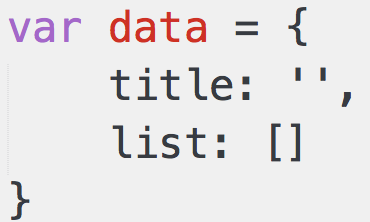 var data = {
    title: '',
    list: []
}